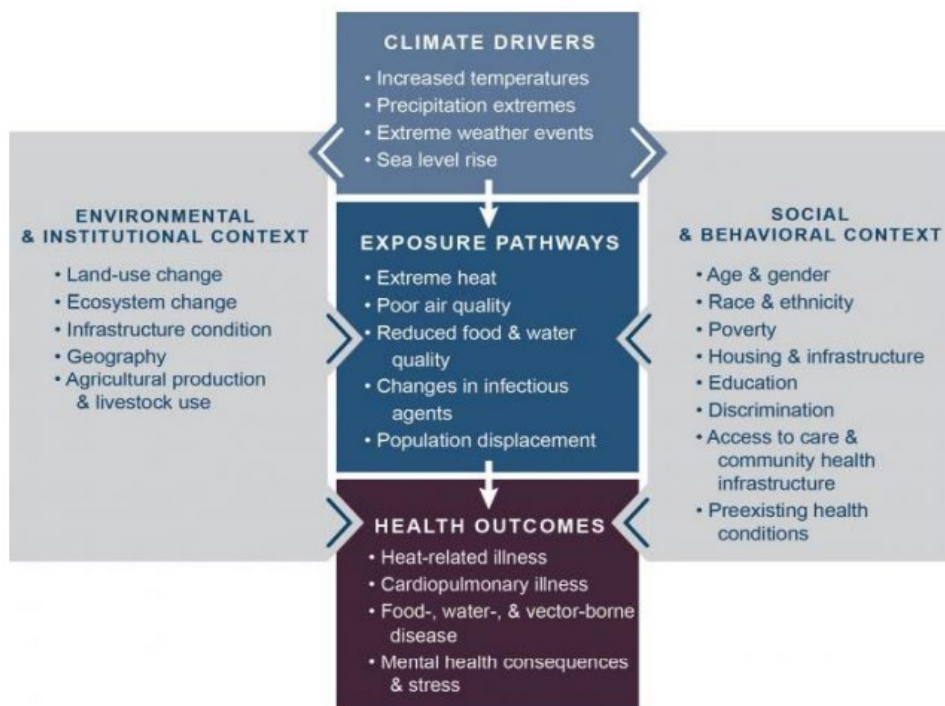 CLIMATE DRIVERS
• Increased temperatures
• Precipitation extremes
• Extreme weather events
• Sea level rise
ENVIRONMENTAL
& INSTITUTIONAL CONTEXT
• Land-use change
• Ecosystem change
• Infrastructure condition
• Geography
• Agricultural production
& livestock use
EXPOSURE PATHWAYS
• Extreme heat
• Poor air quality
• Reduced food & water
quality
• Changes in infectious
agents
• Population displacement
SOCIAL
& BEHAVIORAL CONTEXT
• Age & gender
• Race & ethnicity
• Poverty
• Housing & infrastructure
• Education
• Discrimination
• Access to care &
community health
infrastructure
• Preexisting health
conditions
HEALTH OUTCOMES
• Heat-related illness
• Cardiopulmonary illness
• Food-, water-, & vector-borne
disease
• Mental health consequences
& stress